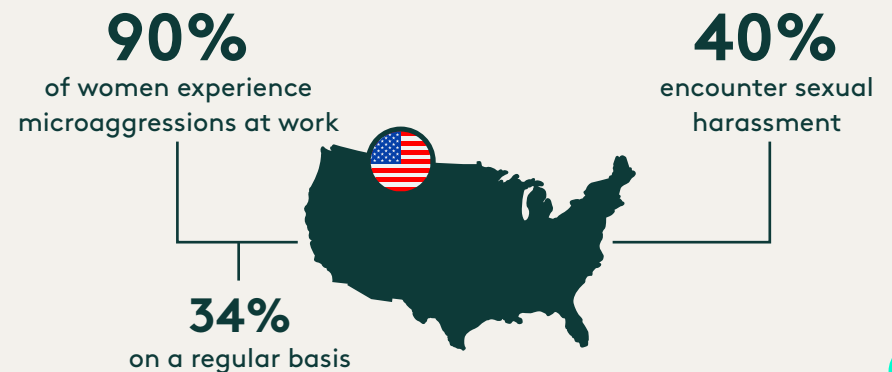 90%
of women experience
microaggressions at work
34%
on a regular basis
40%
encounter sexual
harassment